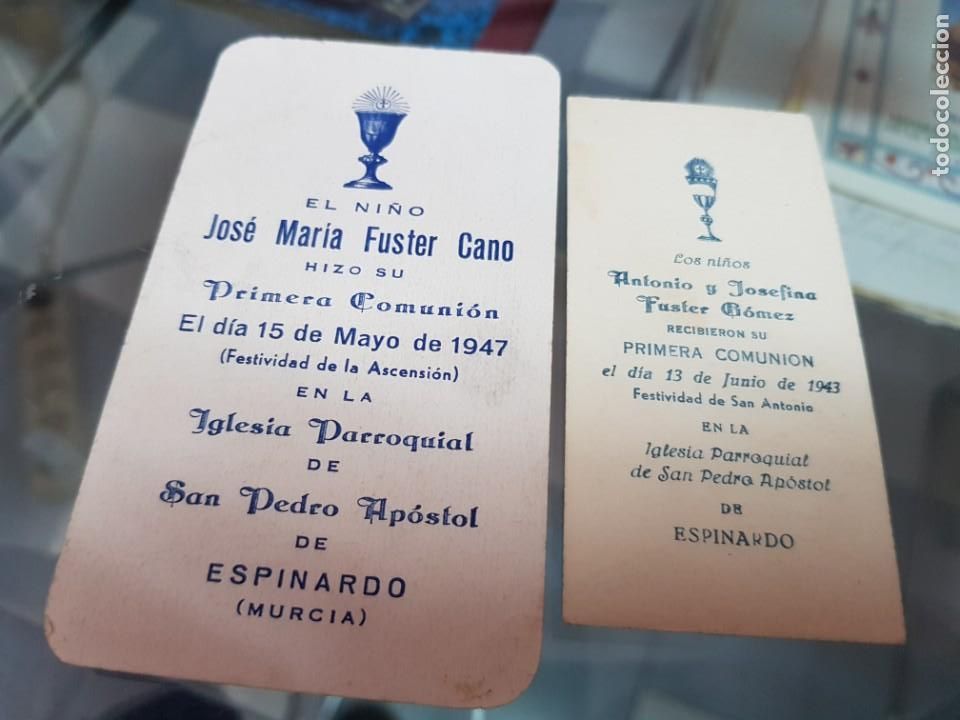 EL NIÑO
José María Fuster Cano
HIZO SU
Primera Comunión
El día 15 de Mayo de 1947
(Festividad de la Ascensión)
EN LA
Iglesia Parroquial
DE
San Pedro Apóstol
DE
ESPINARDO
(MURCIA)
Los niños
Antonio y Josefina
Fuster Gómez
RECIBIERON SU
PRIMERA COMUNION
el día 13 de Junio de 1943
Festividad de San Antonio
EN LA
Iglesia Parroquial
de San Pedro Apóstol
DE
ESPINARDO
todocoleccion